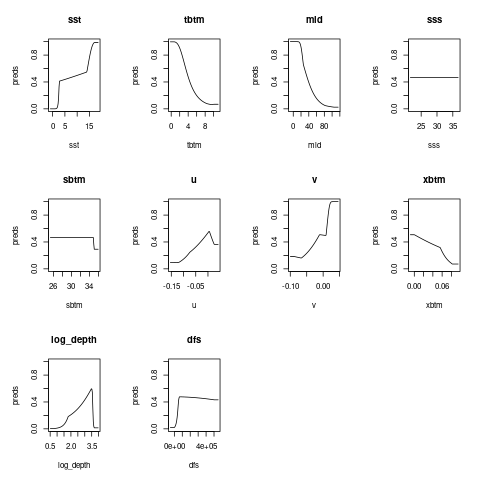 sst
preds
0.0 0.4 0.8
0 5 15
sst
tbtm
preds
0.0 0.4 0.8
0 4 8
tbtm
mld
preds
0.0 0.4 0.8
0 40 80
mld
sss
preds
0.0 0.4 0.8
25 30 35
sss
sbtm
preds
0.0 0.4 0.8
26 30 34
sbtm
u
preds
0.0 0.4 0.8
-0.15 -0.05
u
v
preds
0.0 0.4 0.8
-0.10 0.00
v
xbtm
preds
0.0 0.4 0.8
0.00 0.06
xbtm
log_depth
preds
0.0 0.4 0.8
0.5 2.0 3.5
log_depth
dfs
preds
0.0 0.4 0.8
0e+00 4e+05
dfs